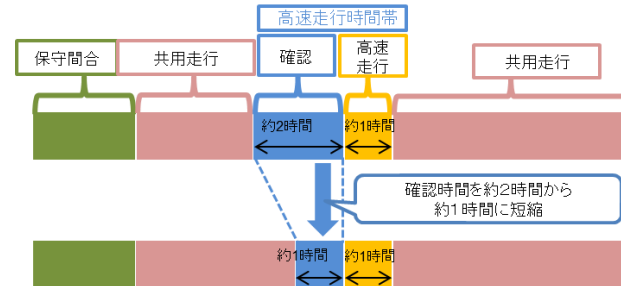 高速走行時間帯
保守間合
共用走行
確認
高速
走行
共用走行
約2時間
約1時間
確認時間を約2時間から
約1時間に短縮
約1時間
約1時間